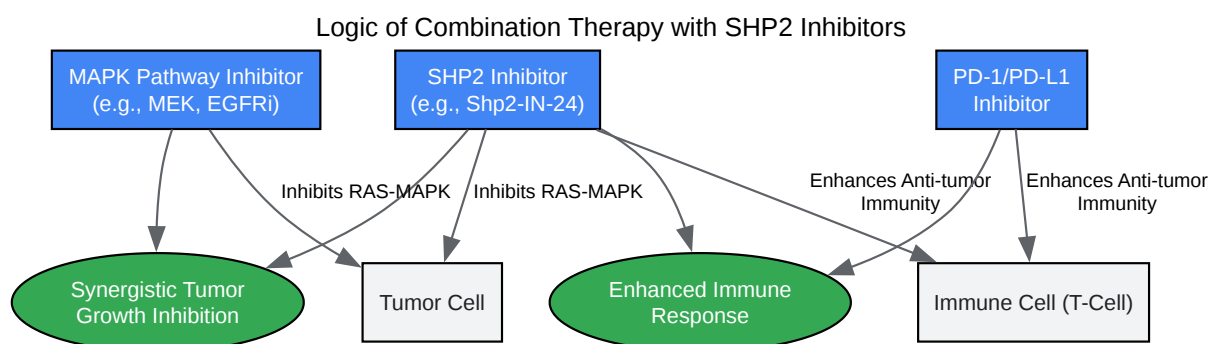 Logic of Combination Therapy with SHP2 Inhibitors
MAPK Pathway Inhibitor
(e.g., MEK, EGFRi)
SHP2 Inhibitor
(e.g., Shp2-IN-24)
PD-1/PD-L1
Inhibitor
Inhibits RAS-MAPK
Inhibits RAS-MAPK
Enhances Anti-tumor
Immunity
Enhances Anti-tumor
Immunity
Synergistic Tumor
Growth Inhibition
Tumor Cell
Enhanced Immune
Response
Immune Cell (T-Cell)